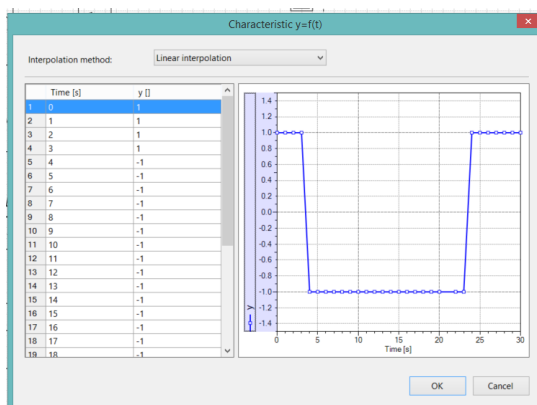 Characteristic y=f(t)
Interpolation method: Linear interpolation
Time [s] y []
1 0 1
2 1 1
3 2 1
4 3 1
5 4 -1
6 5 -1
7 6 -1
8 7 -1
9 8 -1
10 9 -1
11 10 -1
12 11 -1
13 12 -1
14 13 -1
15 14 -1
16 15 -1
17 16 -1
18 17 -1
19 18 -1
y
1.4
1.2
1.0
0.8
0.6
0.4
0.2
0.0
-0.2
-0.4
-0.6
-0.8
-1.0
-1.2
-1.4
0 5 10 15 20 25 30
Time [s]
OK Cancel